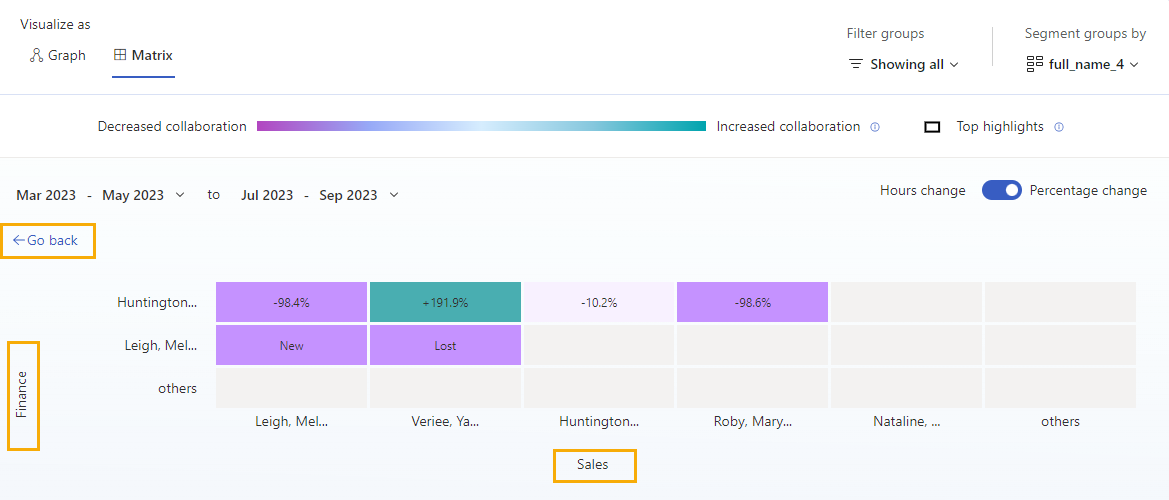 Visualize as
Graph
Matrix
Filter groups
Showing all
Segment groups by
full_name_4
Decreased collaboration
Increased collaboration
Top highlights
Mar 2023 - May 2023 to Jul 2023 - Sep 2023
Hours change
Percentage change
Go back
Huntington... -98.4% +191.9% -10.2% -98.6%
Leigh, Mel... New Lost
others
Finance
Leigh, Mel... Veriee, Ya... Huntington... Roby, Mary... Nataline, ... others
Sales